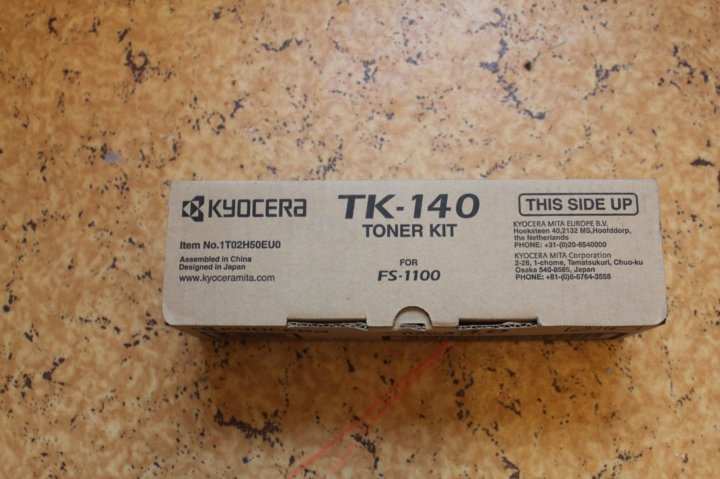 KYOCERA
TK-140
TONER KIT
THIS SIDE UP
Item No.1T02H50EU0
Assembled in China
Designed in Japan
www.kyoceramita.com
FOR
FS-1100
KYOCERA MITA EUROPE B.V.
Hoeksteen 40,2132 MS,Hoofddorp,
the Netherlands
PHONE: +31-(0)20-6540000
KYOCERA MITA Corporation
2-28, 1-chome, Tamatsukuri, Chuo-ku
Osaka 540-8585, Japan
PHONE: +81-(0)6-6764-3555